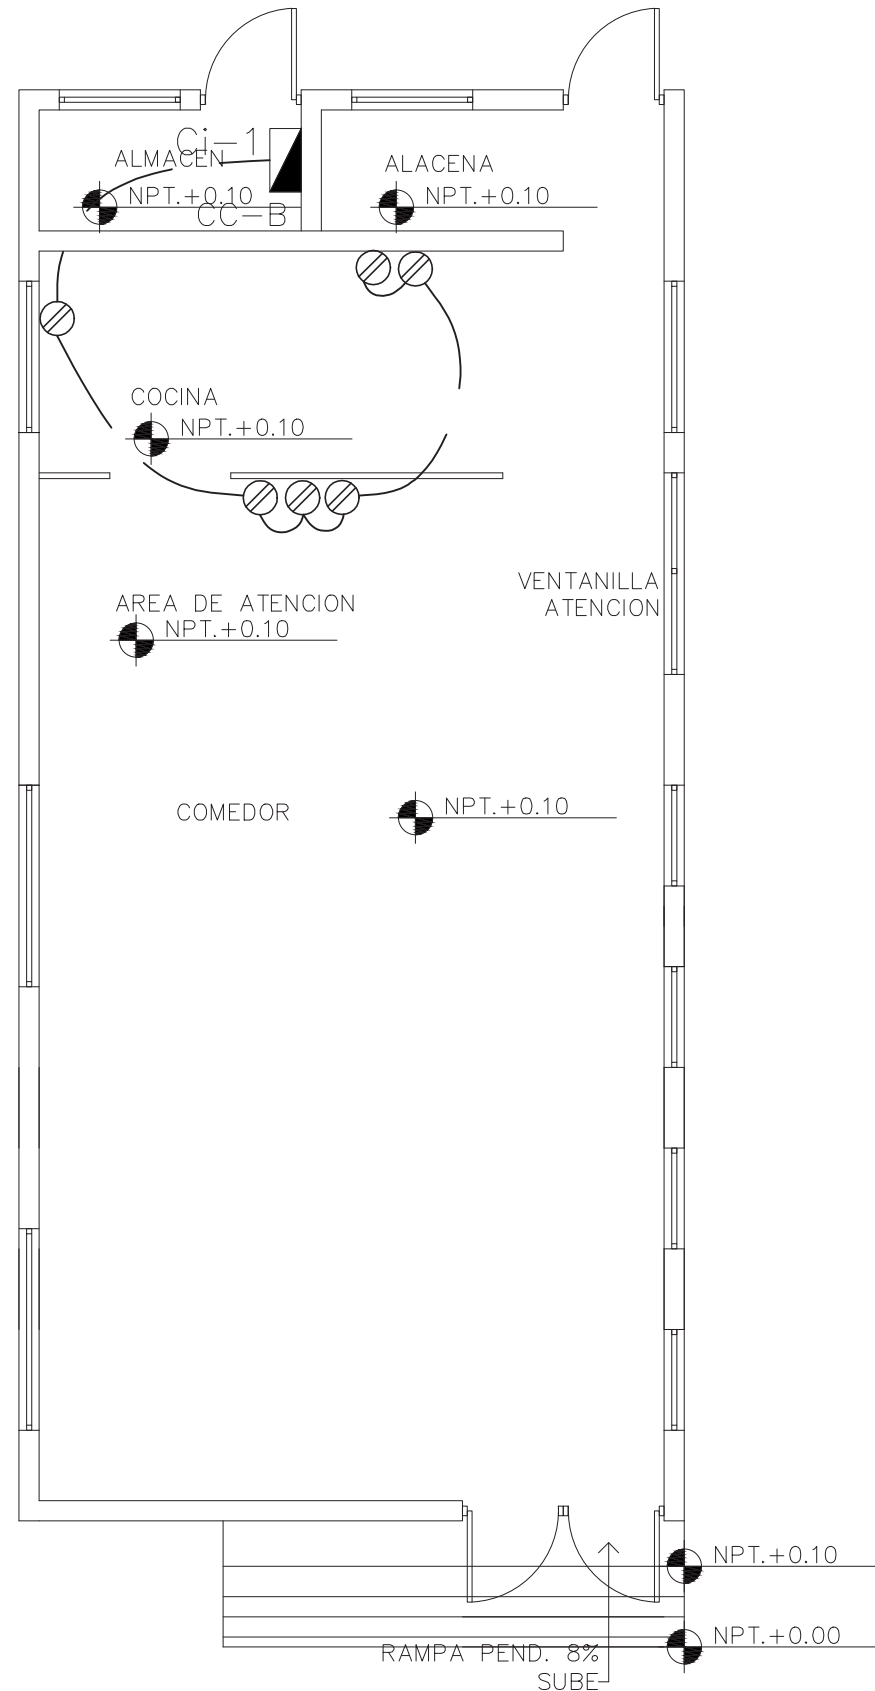 Ci-1
ALMACEN
ALACENA
NPT.+0.10
NPT.+0.10
CC-B
COCINA
NPT.+0.10
VENTANILLA
ATENCION
AREA DE ATENCION
NPT.+0.10
COMEDOR
NPT.+0.10
NPT.+0.10
NPT.+0.00
RAMPA PEND. 8%
SUBE